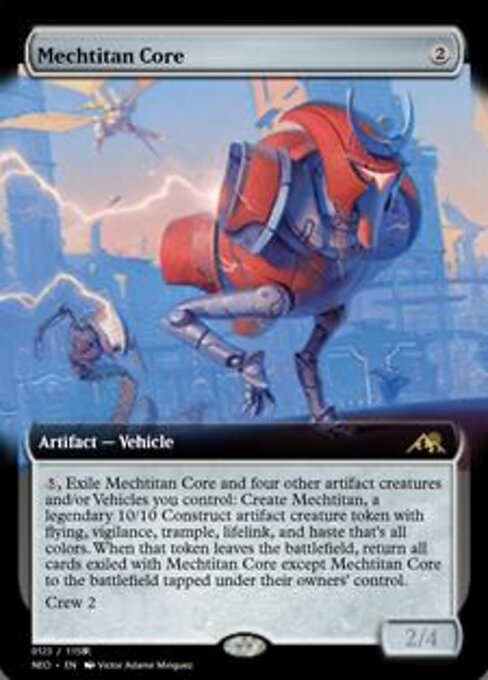 Mechtitan Core 2
Artifact — Vehicle
, Exile Mechtitan Core and four other artifact creatures
and/or Vehicles you control: Create Mechtitan, a
legendary 10/10 Construct artifact creature token with
flying, vigilance, trample, lifelink, and haste that's all
colors. When that token leaves the battlefield, return all
cards exiled with Mechtitan Core except Mechtitan Core
to the battlefield tapped under their owners' control.
Crew 2
2/4
NEO • EN Victor Adame Minguez